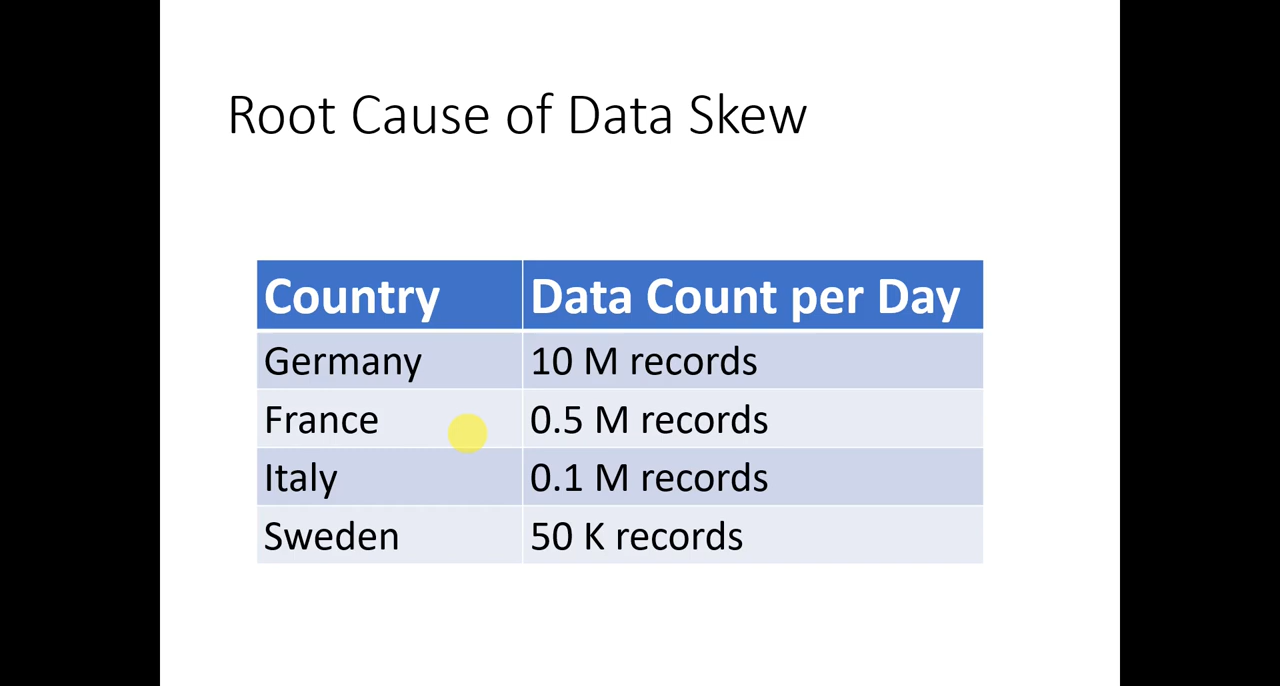 Root Cause of Data Skew
Country Data Count per Day
Germany 10 M records
France 0.5 M records
Italy 0.1 M records
Sweden 50 K records